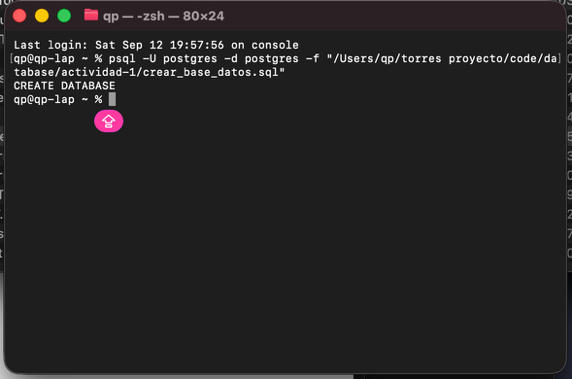 qp — -zsh — 80×24
Last login: Sat Sep 12 19:57:56 on console
[qp@qp-lap ~ % psql -U postgres -d postgres -f "/Users/qp/torres proyecto/code/da]
tabase/actividad-1/crear_base_datos.sql"
CREATE DATABASE
qp@qp-lap ~ %